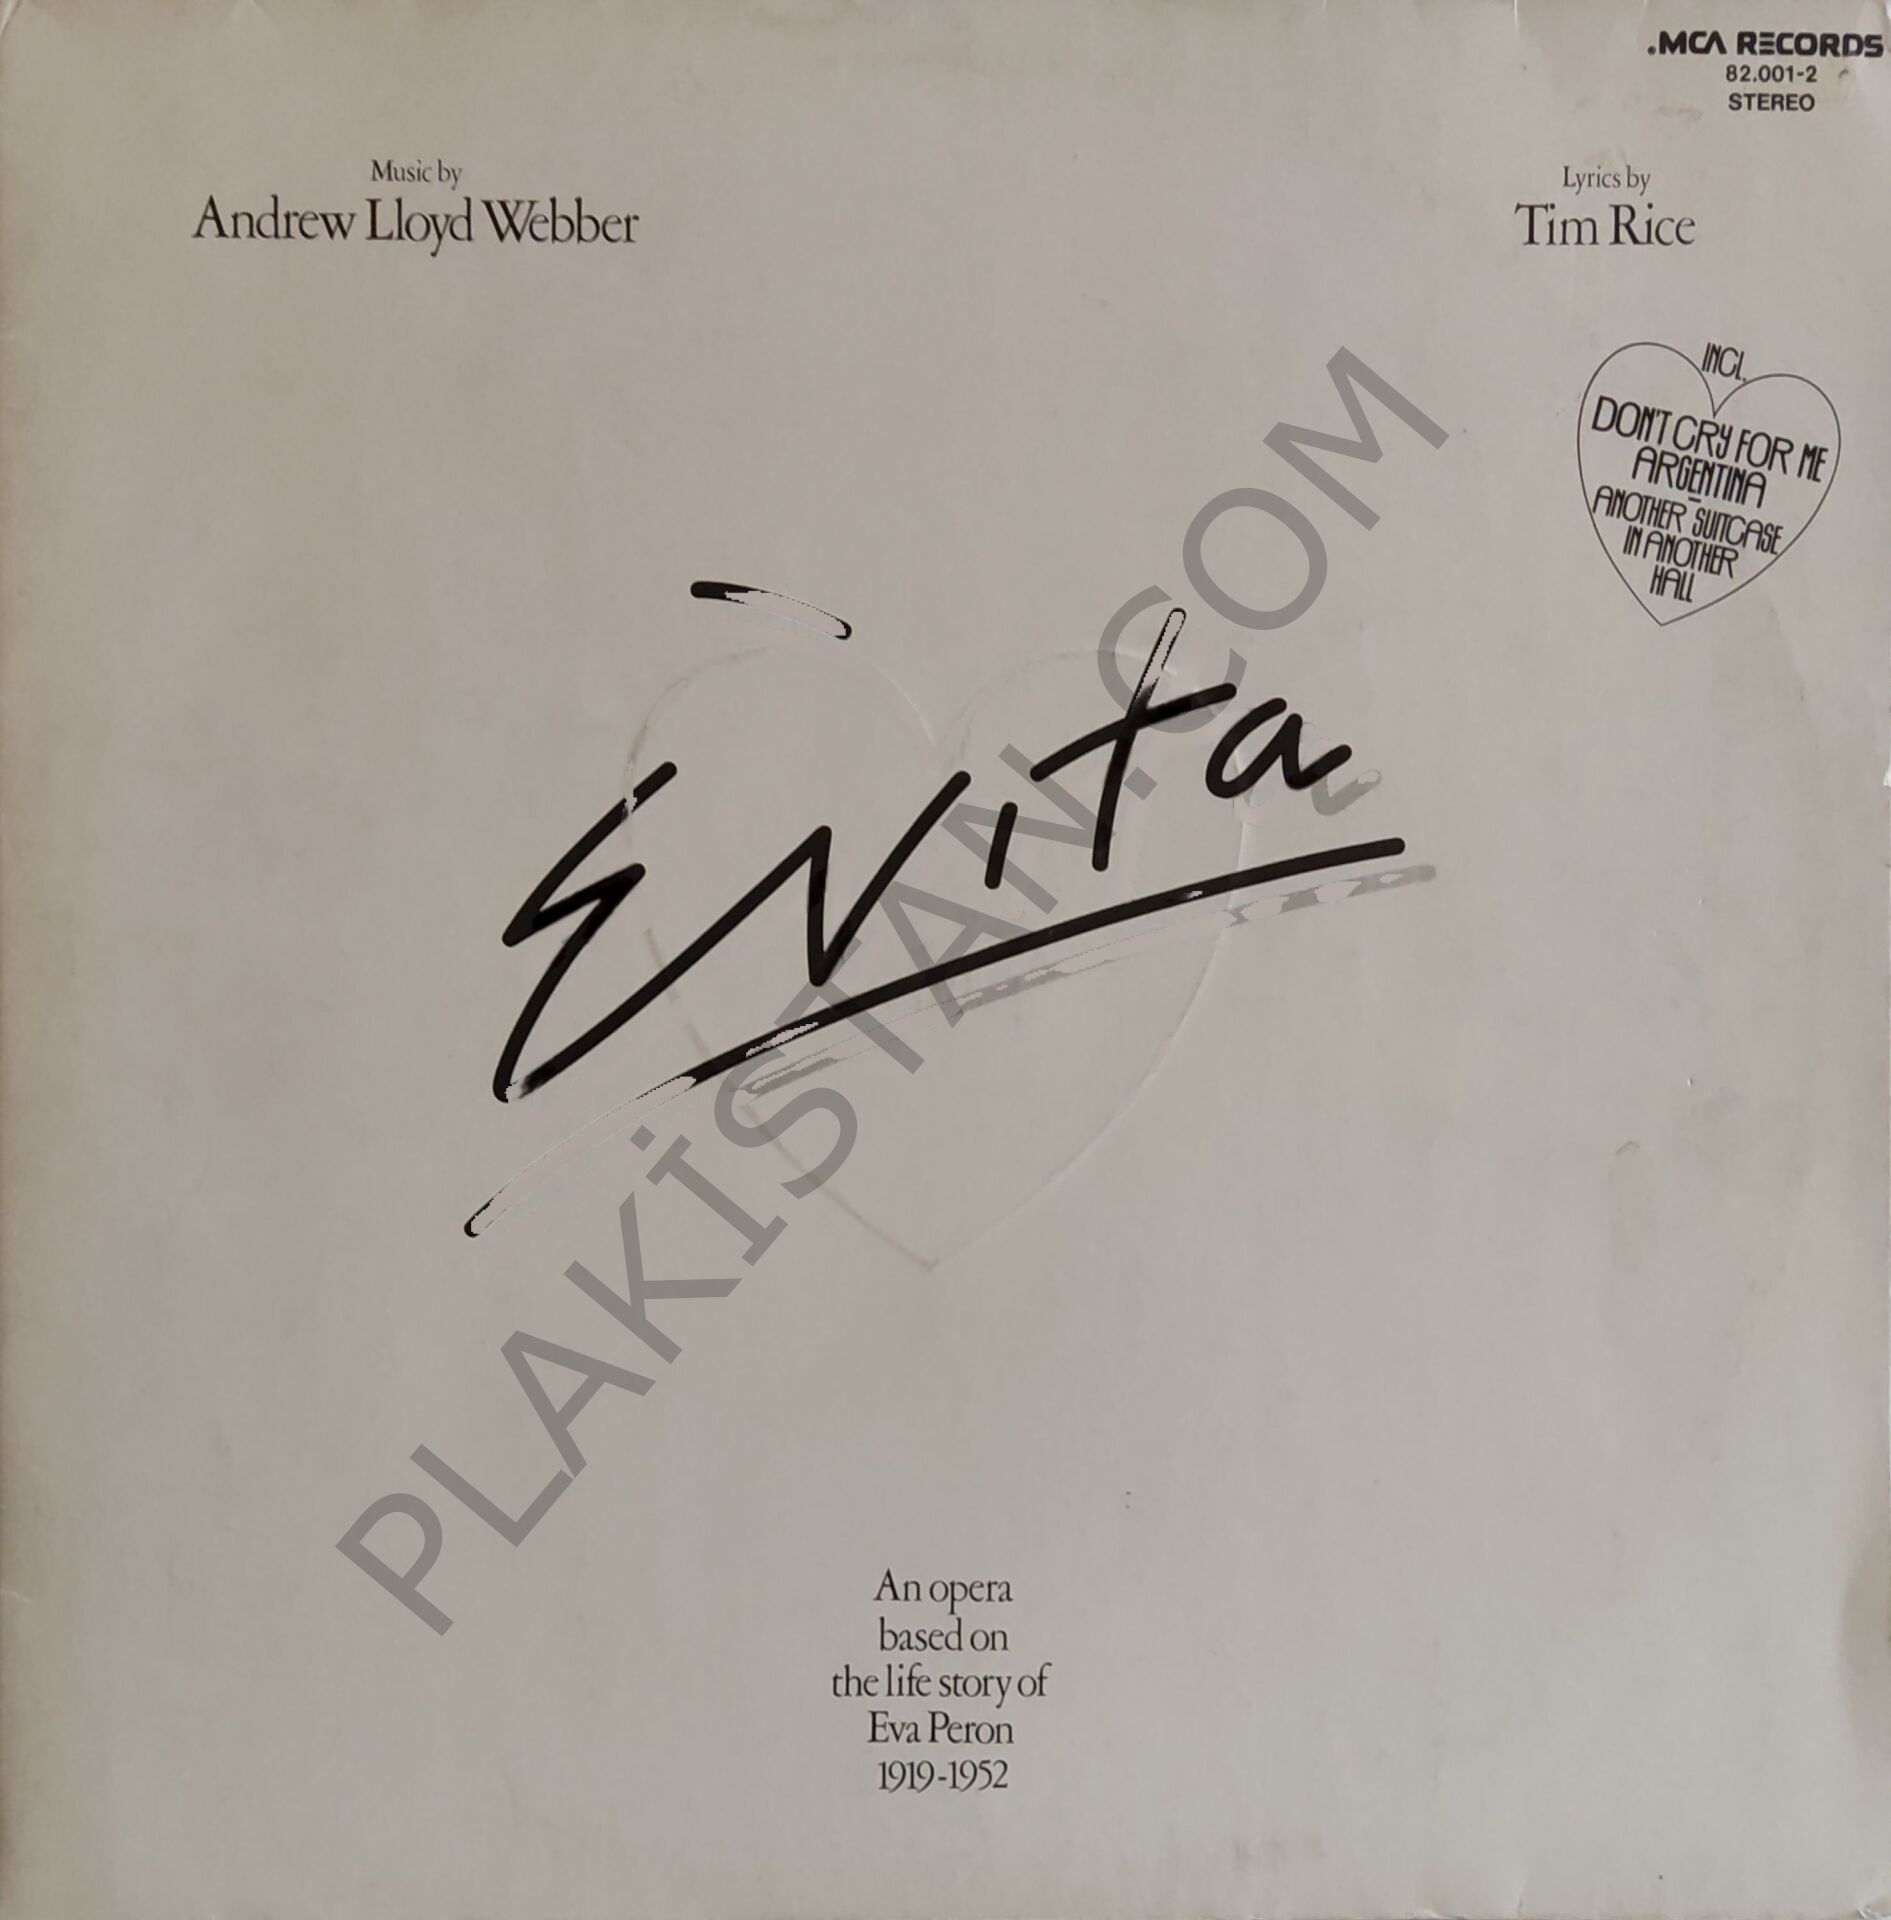 .MCA RECORDS
82.001-2
STEREO
Music by
Andrew Lloyd Webber
Lyrics by
Tim Rice
INCL.
DON'T CRY FOR ME
ARGENTINA
-
ANOTHER SUITCASE
IN ANOTHER
HALL
Evita
PLAKİSTAN.COM
An opera
based on
the life story of
Eva Peron
1919-1952